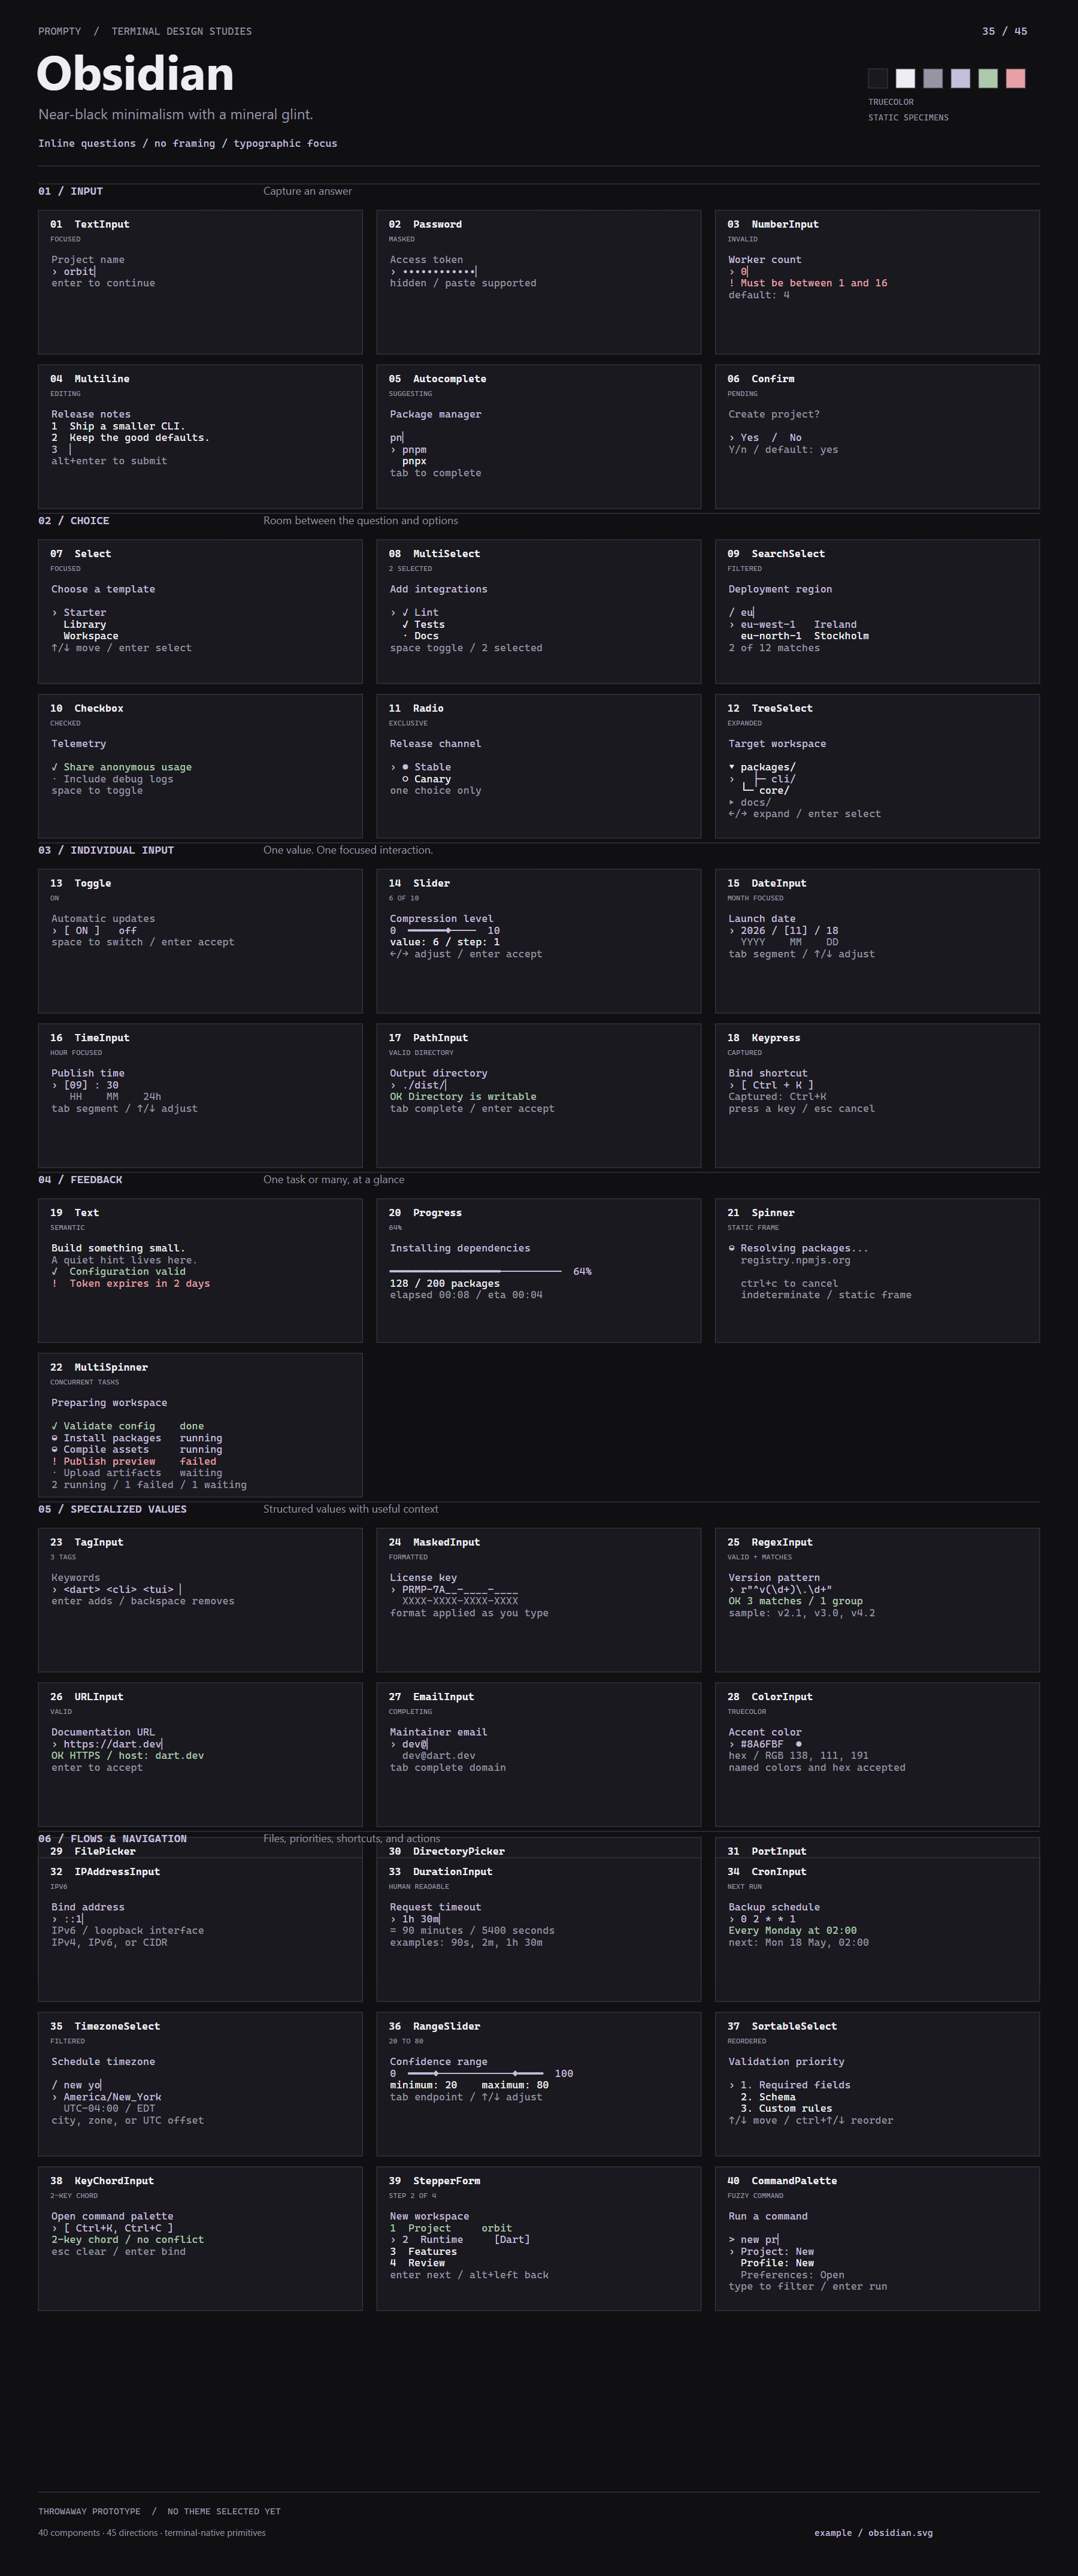 PROMPTY / TERMINAL DESIGN STUDIES
35 / 45
Obsidian
Near-black minimalism with a mineral glint.
TRUECOLOR
STATIC SPECIMENS
Inline questions / no framing / typographic focus
01 / INPUT
Capture an answer
01 TextInput
FOCUSED
Project name
› orbit
enter to continue
02 Password
MASKED
Access token
› ••••••••••••
hidden / paste supported
03 NumberInput
INVALID
Worker count
› 0
! Must be between 1 and 16
default: 4
04 Multiline
EDITING
Release notes
1 Ship a smaller CLI.
2 Keep the good defaults.
3
alt+enter to submit
05 Autocomplete
SUGGESTING
Package manager
pn
› pnpm
pnpx
tab to complete
06 Confirm
PENDING
Create project?
› Yes / No
Y/n / default: yes
02 / CHOICE
Room between the question and options
07 Select
FOCUSED
Choose a template
› Starter
Library
Workspace
↑/↓ move / enter select
08 MultiSelect
2 SELECTED
Add integrations
› ✓ Lint
✓ Tests
· Docs
space toggle / 2 selected
09 SearchSelect
FILTERED
Deployment region
/ eu
› eu-west-1 Ireland
eu-north-1 Stockholm
2 of 12 matches
10 Checkbox
CHECKED
Telemetry
✓ Share anonymous usage
· Include debug logs
space to toggle
11 Radio
EXCLUSIVE
Release channel
› ● Stable
○ Canary
one choice only
12 TreeSelect
EXPANDED
Target workspace
▾ packages/
› ├─ cli/
└─ core/
▸ docs/
←/→ expand / enter select
03 / INDIVIDUAL INPUT
One value. One focused interaction.
13 Toggle
ON
Automatic updates
› [ ON ] off
space to switch / enter accept
14 Slider
6 OF 10
Compression level
0 ━━━━━━◆──── 10
value: 6 / step: 1
←/→ adjust / enter accept
15 DateInput
MONTH FOCUSED
Launch date
› 2026 / [11] / 18
YYYY MM DD
tab segment / ↑/↓ adjust
16 TimeInput
HOUR FOCUSED
Publish time
› [09] : 30
HH MM 24h
tab segment / ↑/↓ adjust
17 PathInput
VALID DIRECTORY
Output directory
› ./dist/
OK Directory is writable
tab complete / enter accept
18 Keypress
CAPTURED
Bind shortcut
› [ Ctrl + K ]
Captured: Ctrl+K
press a key / esc cancel
04 / FEEDBACK
One task or many, at a glance
19 Text
SEMANTIC
Build something small.
A quiet hint lives here.
✓ Configuration valid
! Token expires in 2 days
20 Progress
64%
Installing dependencies
64%
128 / 200 packages
elapsed 00:08 / eta 00:04
21 Spinner
STATIC FRAME
◒ Resolving packages...
registry.npmjs.org
ctrl+c to cancel
indeterminate / static frame
22 MultiSpinner
CONCURRENT TASKS
Preparing workspace
✓ Validate config done
◒ Install packages running
◒ Compile assets running
! Publish preview failed
· Upload artifacts waiting
2 running / 1 failed / 1 waiting
05 / SPECIALIZED VALUES
Structured values with useful context
23 TagInput
3 TAGS
Keywords
› <dart> <cli> <tui>
enter adds / backspace removes
24 MaskedInput
FORMATTED
License key
› PRMP-7A__-____-____
XXXX-XXXX-XXXX-XXXX
format applied as you type
25 RegexInput
VALID + MATCHES
Version pattern
› r"^v(\d+)\.\d+"
OK 3 matches / 1 group
sample: v2.1, v3.0, v4.2
26 URLInput
VALID
Documentation URL
› https://dart.dev
OK HTTPS / host: dart.dev
enter to accept
27 EmailInput
COMPLETING
Maintainer email
› dev@
dev@dart.dev
tab complete domain
28 ColorInput
TRUECOLOR
Accent color
› #8A6FBF ●
hex / RGB 138, 111, 191
named colors and hex accepted
06 / FLOWS & NAVIGATION
Files, priorities, shortcuts, and actions
29 FilePicker
30 DirectoryPicker
31 PortInput
32 IPAddressInput
IPV6
Bind address
› ::1
IPv6 / loopback interface
IPv4, IPv6, or CIDR
33 DurationInput
HUMAN READABLE
Request timeout
› 1h 30m
= 90 minutes / 5400 seconds
examples: 90s, 2m, 1h 30m
34 CronInput
NEXT RUN
Backup schedule
› 0 2 * * 1
Every Monday at 02:00
next: Mon 18 May, 02:00
35 TimezoneSelect
FILTERED
Schedule timezone
/ new yo
› America/New_York
UTC-04:00 / EDT
city, zone, or UTC offset
36 RangeSlider
20 TO 80
Confidence range
0 ━━━◆━━━━━━━━◆━━━ 100
minimum: 20 maximum: 80
tab endpoint / ↑/↓ adjust
37 SortableSelect
REORDERED
Validation priority
› 1. Required fields
2. Schema
3. Custom rules
↑/↓ move / ctrl+↑/↓ reorder
38 KeyChordInput
2-KEY CHORD
Open command palette
› [ Ctrl+K, Ctrl+C ]
2-key chord / no conflict
esc clear / enter bind
39 StepperForm
STEP 2 OF 4
New workspace
1 Project orbit
› 2 Runtime [Dart]
3 Features
4 Review
enter next / alt+left back
40 CommandPalette
FUZZY COMMAND
Run a command
> new pr
› Project: New
Profile: New
Preferences: Open
type to filter / enter run
THROWAWAY PROTOTYPE / NO THEME SELECTED YET
40 components · 45 directions · terminal-native primitives
example / obsidian.svg